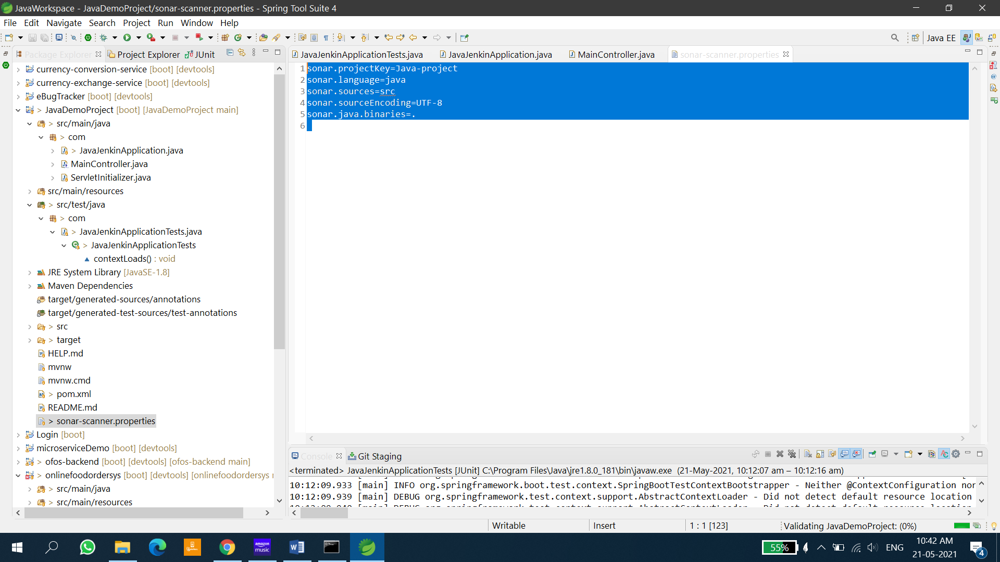 JavaWorkspace - JavaDemoProject/sonar-scanner.properties - Spring Tool Suite 4
File Edit Navigate Search Project Run Window Help
Java EE
Package Explorer Project Explorer JUnit
JavaJenkinApplicationTests.java JavaJenkinApplication.java MainController.java sonar-scanner.properties
currency-conversion-service [boot] [devtools]
currency-exchange-service [boot] [devtools]
eBugTracker [boot] [devtools]
> JavaDemoProject [boot] [JavaDemoProject main]
> src/main/java
> com
> JavaJenkinApplication.java
MainController.java
ServletInitializer.java
src/main/resources
> src/test/java
> com
> JavaJenkinApplicationTests.java
> JavaJenkinApplicationTests
contextLoads() : void
JRE System Library [JavaSE-1.8]
Maven Dependencies
target/generated-sources/annotations
target/generated-test-sources/test-annotations
> src
> target
HELP.md
mvnw
mvnw.cmd
> pom.xml
README.md
> sonar-scanner.properties
Login [boot]
microserviceDemo [boot] [devtools]
> ofos-backend [boot] [devtools] [ofos-backend main]
> onlinefoodordersys [boot] [devtools] [onlinefoodordersys
> src/main/java
> src/main/resources
1 sonar.projectKey=Java-project
2 sonar.language=java
3 sonar.sources=src
4 sonar.sourceEncoding=UTF-8
5 sonar.java.binaries=.
6
Console Git Staging
<terminated> JavaJenkinApplicationTests [JUnit] C:\Program Files\Java\jre1.8.0_181\bin\javaw.exe (21-May-2021, 10:12:07 am – 10:12:16 am)
10:12:09.933 [main] INFO org.springframework.boot.test.context.SpringBootTestContextBootstrapper - Neither @ContextConfiguration nor
10:12:09.939 [main] DEBUG org.springframework.test.context.support.AbstractContextLoader - Did not detect default resource location
Writable Insert 1 : 1 [123] Validating JavaDemoProject: (0%)
amazon music
55% ENG 10:42 AM
21-05-2021
4